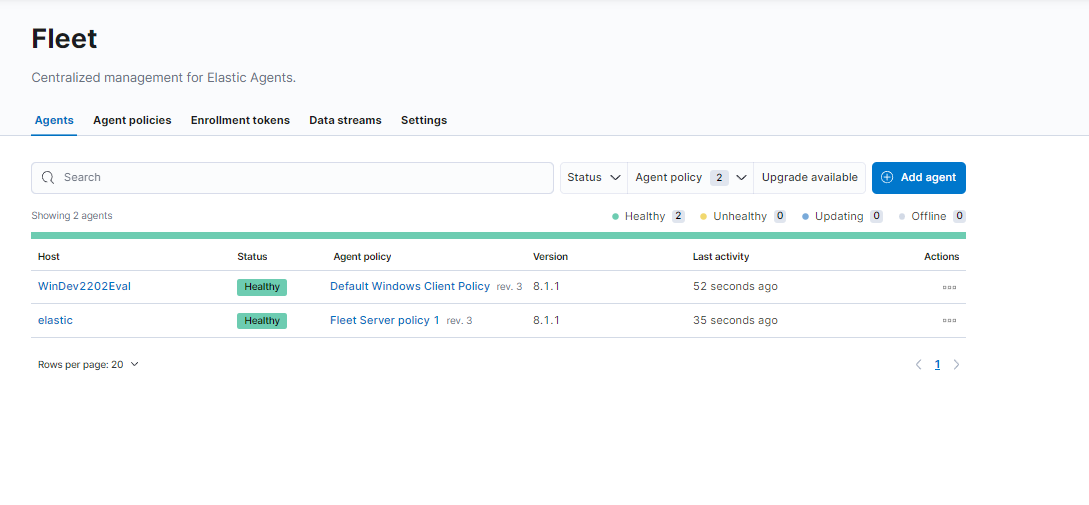 Fleet
Centralized management for Elastic Agents.
Agents Agent policies Enrollment tokens Data streams Settings
Search Status Agent policy 2 Upgrade available Add agent
Showing 2 agents Healthy 2 Unhealthy 0 Updating 0 Offline 0
Host Status Agent policy Version Last activity Actions
WinDev2202Eval Healthy Default Windows Client Policy rev. 3 8.1.1 52 seconds ago
elastic Healthy Fleet Server policy 1 rev. 3 8.1.1 35 seconds ago
Rows per page: 20 1